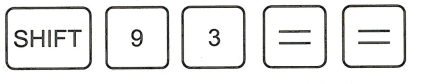 SHIFT 9 3 = =